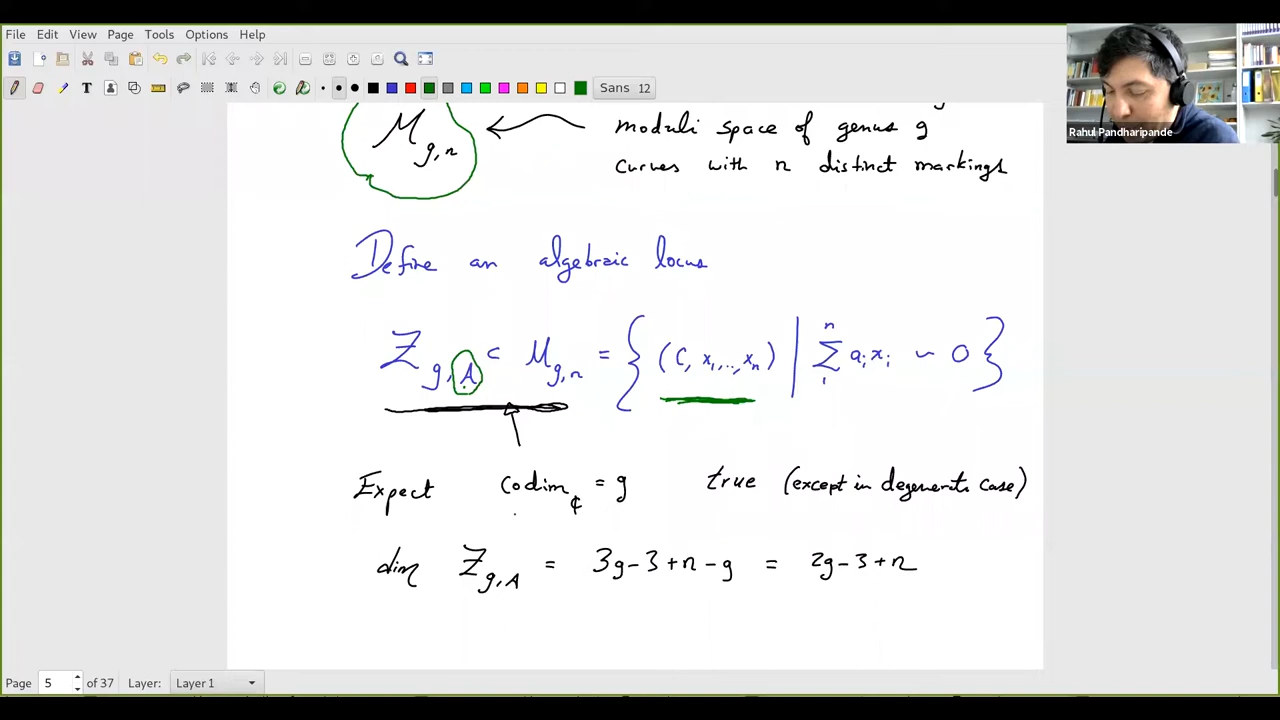 File Edit View Page Tools Options Help
Sans 12
Rahul Pandharipande
M_{g,n} ← moduli space of genus g
curves with n distinct markings
Define an algebraic locus
Z_{g,A} ⊂ M_{g,n} = { (C, x_1,..,x_n) | \sum_1^n a_i x_i ~ 0 }
Expect codim_ℂ = g true (except in degenerate case)
dim Z_{g,A} = 3g-3+n-g = 2g-3+n
Page 5 of 37 Layer: Layer 1